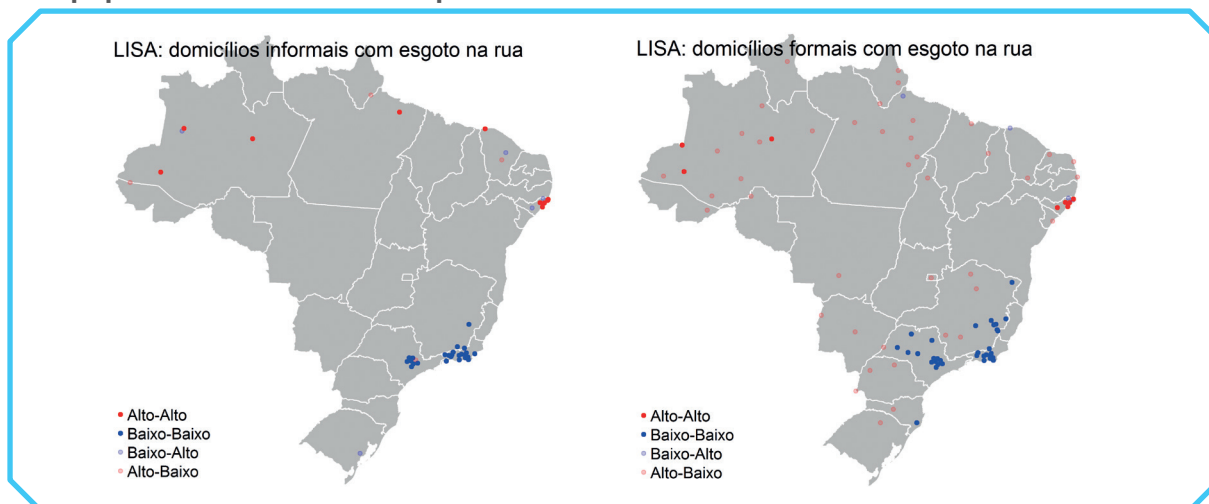 LISA: domicílios informais com esgoto na rua
Alto-Alto
Baixo-Baixo
Baixo-Alto
Alto-Baixo
LISA: domicílios formais com esgoto na rua
Alto-Alto
Baixo-Baixo
Baixo-Alto
Alto-Baixo